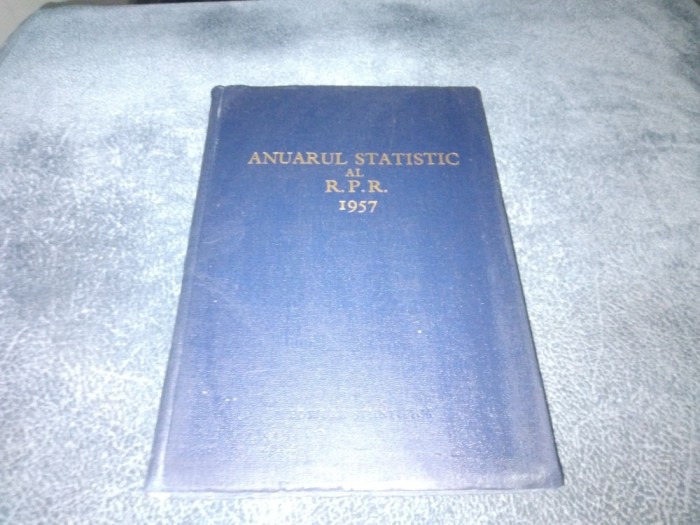 ANUARUL STATISTIC
AL
R.P.R.
1957